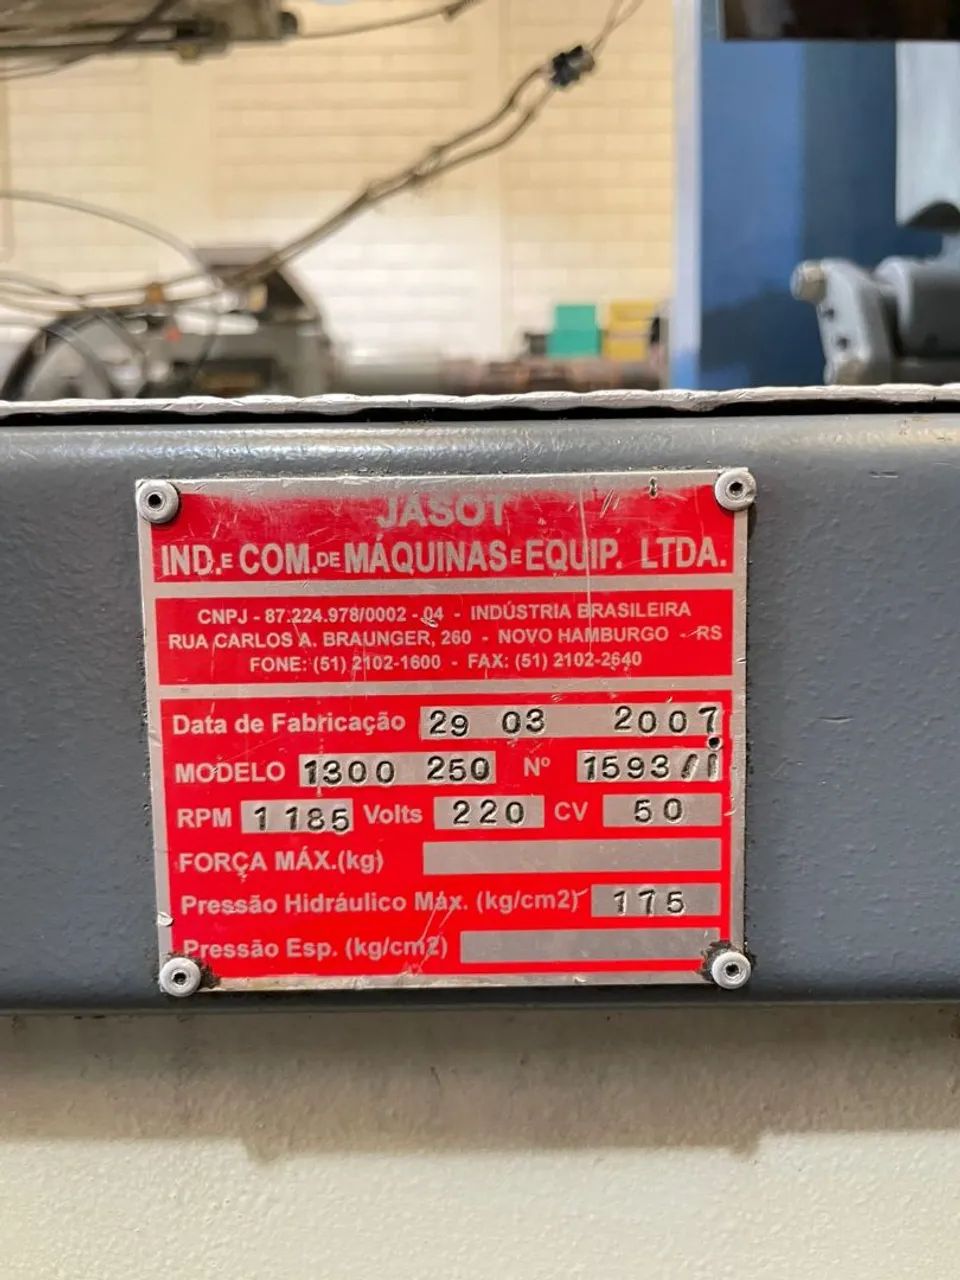 JASOT
IND. E COM. DE MÁQUINAS E EQUIP. LTDA.
CNPJ - 87.224.978/0002 - 04 - INDÚSTRIA BRASILEIRA
RUA CARLOS A. BRAUNGER, 260 - NOVO HAMBURGO - RS
FONE: (51) 2102-1600 - FAX: (51) 2102-2640
Data de Fabricação 29 03 2007
MODELO 1300 250 Nº 1593/i
RPM 1185 Volts 220 CV 50
FORÇA MÁX.(kg)
Pressão Hidráulico Máx. (kg/cm2) 175
Pressão Esp. (kg/cm2)